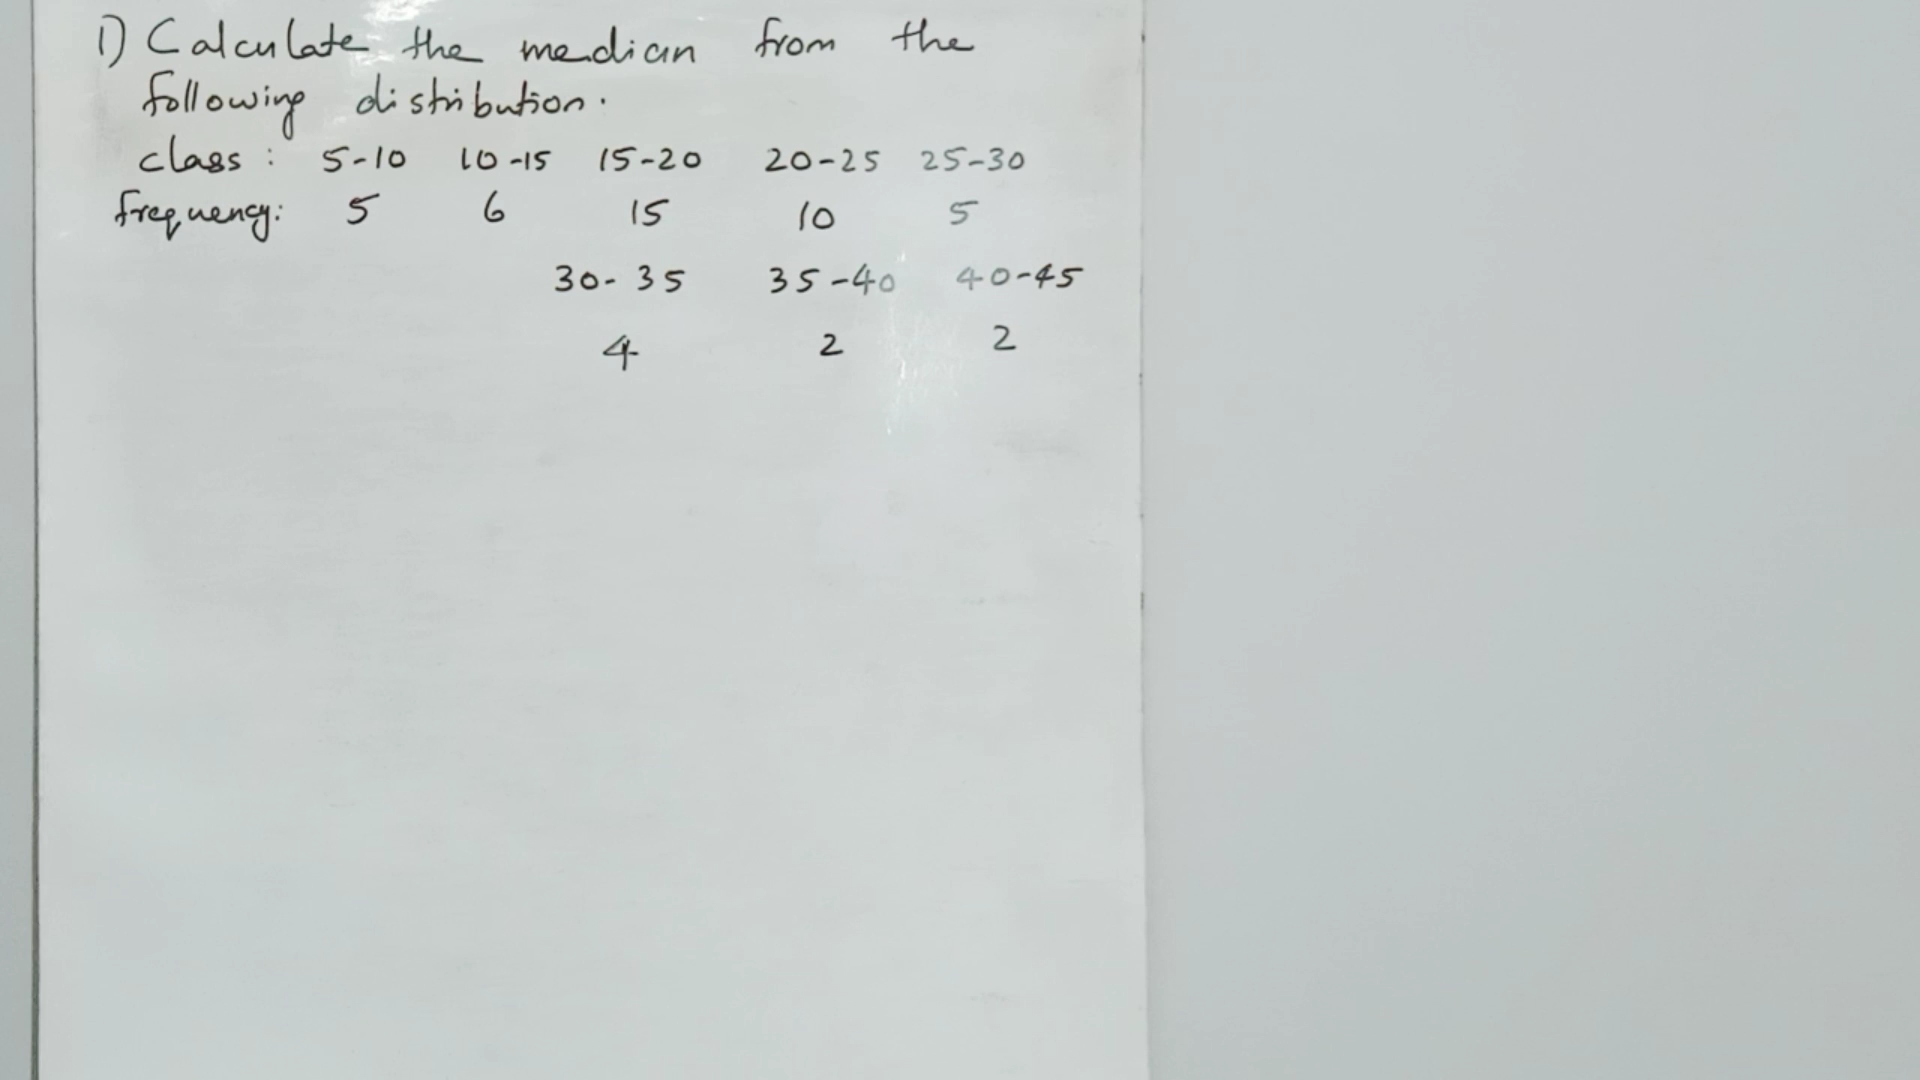 1) Calculate the median from the
following distribution.
class : 5-10 10-15 15-20 20-25 25-30
frequency: 5 6 15 10 5
30-35 35-40 40-45
4 2 2